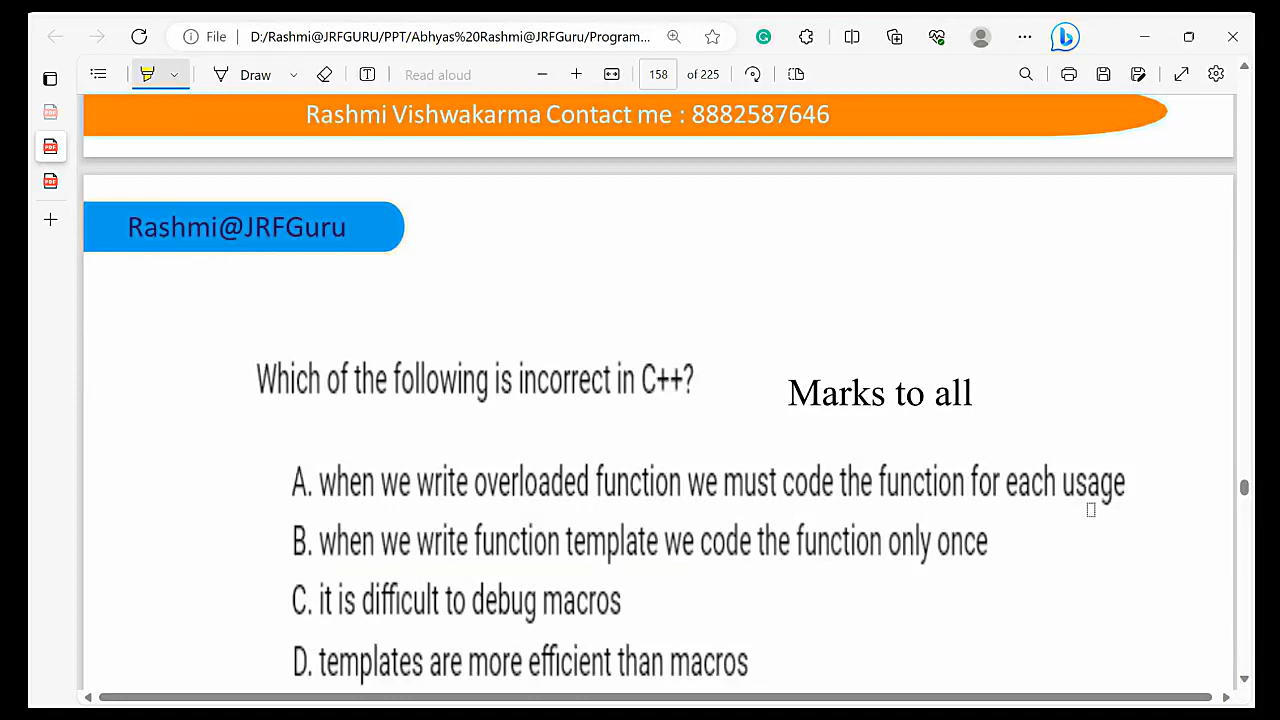 File D:/Rashmi@JRFGURU/PPT/Abhyas%20Rashmi@JRFGuru/Program...
Draw Read aloud 158 of 225
Rashmi Vishwakarma Contact me : 8882587646
Rashmi@JRFGuru
Which of the following is incorrect in C++?
Marks to all
A. when we write overloaded function we must code the function for each usage
B. when we write function template we code the function only once
C. it is difficult to debug macros
D. templates are more efficient than macros